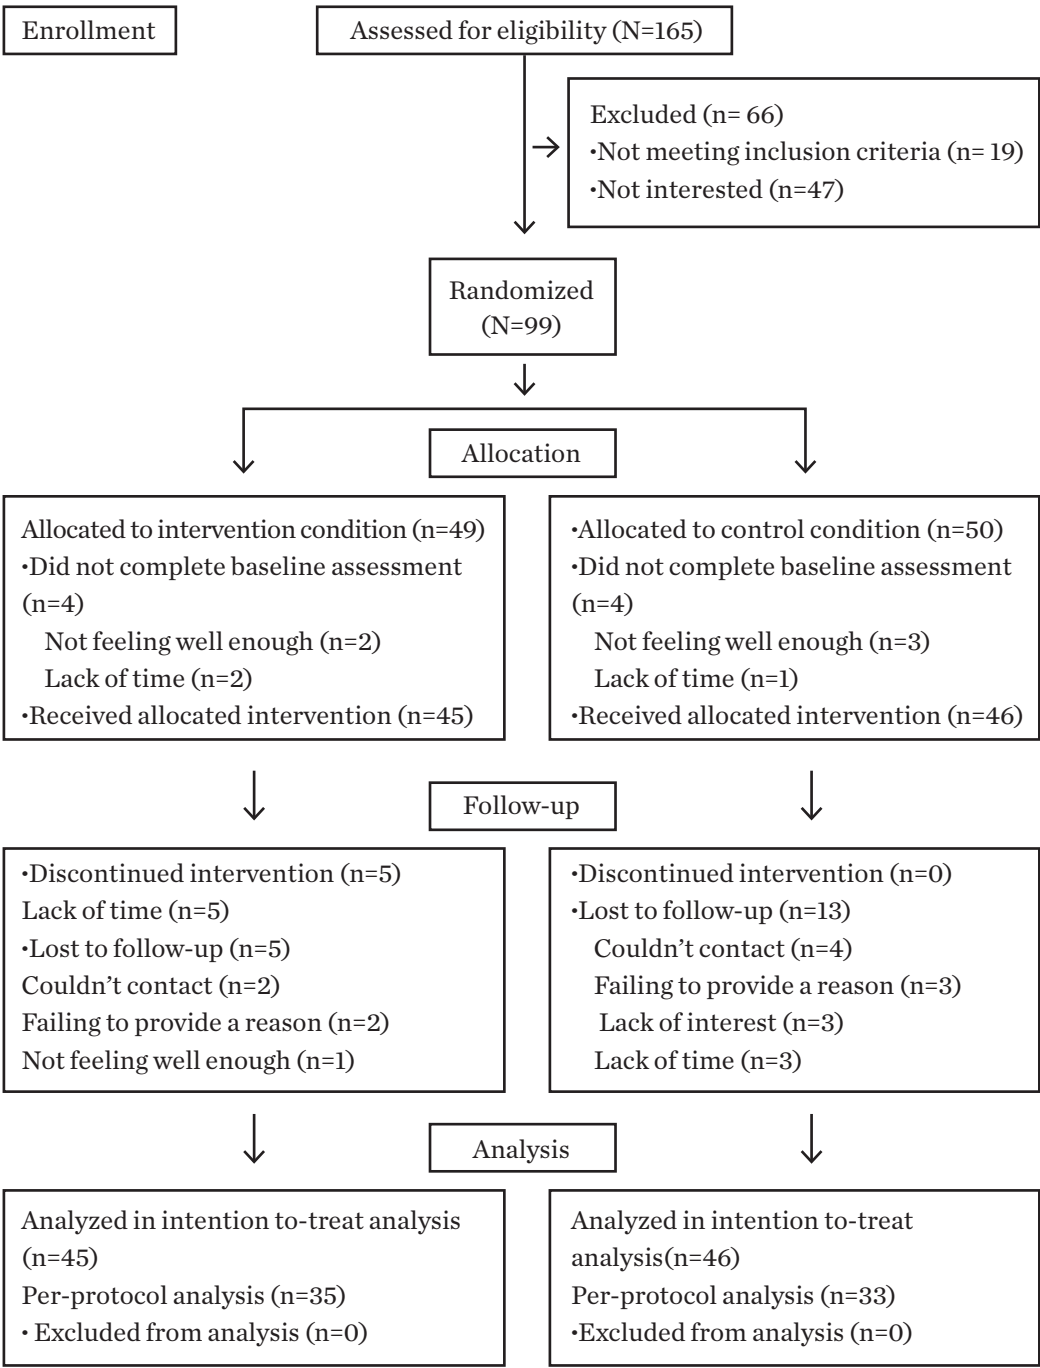 Enrollment
Assessed for eligibility (N=165)
Excluded (n= 66)
•Not meeting inclusion criteria (n= 19)
•Not interested (n=47)
Randomized
(N=99)
Allocation
Allocated to intervention condition (n=49)
•Did not complete baseline assessment
(n=4)
Not feeling well enough (n=2)
Lack of time (n=2)
•Received allocated intervention (n=45)
•Allocated to control condition (n=50)
•Did not complete baseline assessment
(n=4)
Not feeling well enough (n=3)
Lack of time (n=1)
•Received allocated intervention (n=46)
Follow-up
•Discontinued intervention (n=5)
Lack of time (n=5)
•Lost to follow-up (n=5)
Couldn’t contact (n=2)
Failing to provide a reason (n=2)
Not feeling well enough (n=1)
•Discontinued intervention (n=0)
•Lost to follow-up (n=13)
Couldn’t contact (n=4)
Failing to provide a reason (n=3)
Lack of interest (n=3)
Lack of time (n=3)
Analysis
Analyzed in intention to-treat analysis
(n=45)
Per-protocol analysis (n=35)
• Excluded from analysis (n=0)
Analyzed in intention to-treat
analysis(n=46)
Per-protocol analysis (n=33)
•Excluded from analysis (n=0)